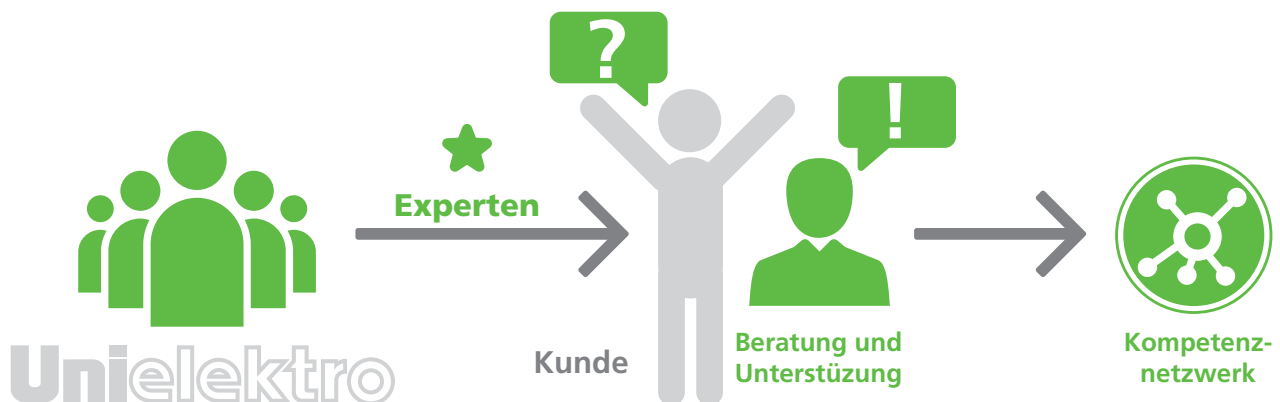 ?
!
Experten
Unielektro
Kunde
Beratung und
Unterstüzung
Kompetenz-
netzwerk